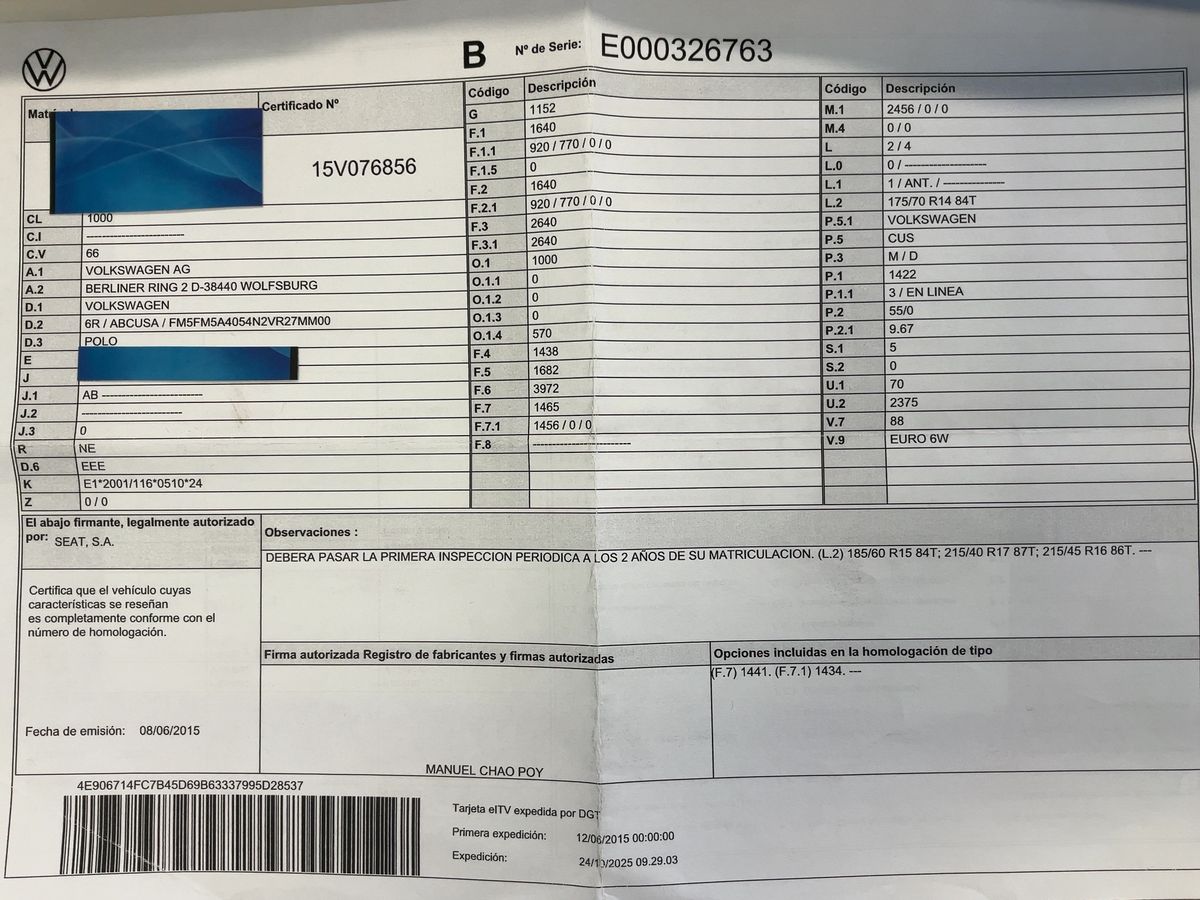 B Nº de Serie: E000326763
Certificado Nº
15V076856
CL 1000
C.I -------------------------
C.V 66
A.1 VOLKSWAGEN AG
A.2 BERLINER RING 2 D-38440 WOLFSBURG
D.1 VOLKSWAGEN
D.2 6R / ABCUSA / FM5FM5A4054N2VR27MM00
D.3 POLO
E
J
J.1 AB -------------------------
J.2 -------------------------
J.3 0
R NE
D.6 EEE
K E1*2001/116*0510*24
Z 0 / 0
Código Descripción
G 1152
F.1 1640
F.1.1 920 / 770 / 0 / 0
F.1.5 0
F.2 1640
F.2.1 920 / 770 / 0 / 0
F.3 2640
F.3.1 2640
O.1 1000
O.1.1 0
O.1.2 0
O.1.3 0
O.1.4 570
F.4 1438
F.5 1682
F.6 3972
F.7 1465
F.7.1 1456 / 0 / 0
F.8 -------------------------
Código Descripción
M.1 2456 / 0 / 0
M.4 0 / 0
L 2 / 4
L.0 0 / --------------------
L.1 1 / ANT. / ---------------
L.2 175/70 R14 84T
P.5.1 VOLKSWAGEN
P.5 CUS
P.3 M / D
P.1 1422
P.1.1 3 / EN LINEA
P.2 55/0
P.2.1 9.67
S.1 5
S.2 0
U.1 70
U.2 2375
V.7 88
V.9 EURO 6W
El abajo firmante, legalmente autorizado
por: SEAT, S.A.
Certifica que el vehículo cuyas
características se reseñan
es completamente conforme con el
número de homologación.
Fecha de emisión: 08/06/2015
Observaciones :
DEBERA PASAR LA PRIMERA INSPECCION PERIODICA A LOS 2 AÑOS DE SU MATRICULACION. (L.2) 185/60 R15 84T; 215/40 R17 87T; 215/45 R16 86T. ---
Firma autorizada Registro de fabricantes y firmas autorizadas
MANUEL CHAO POY
Opciones incluidas en la homologación de tipo
(F.7) 1441. (F.7.1) 1434. ---
4E906714FC7B45D69B63337995D28537
Tarjeta eITV expedida por DGT
Primera expedición: 12/06/2015 00:00:00
Expedición: 24/10/2025 09.29.03